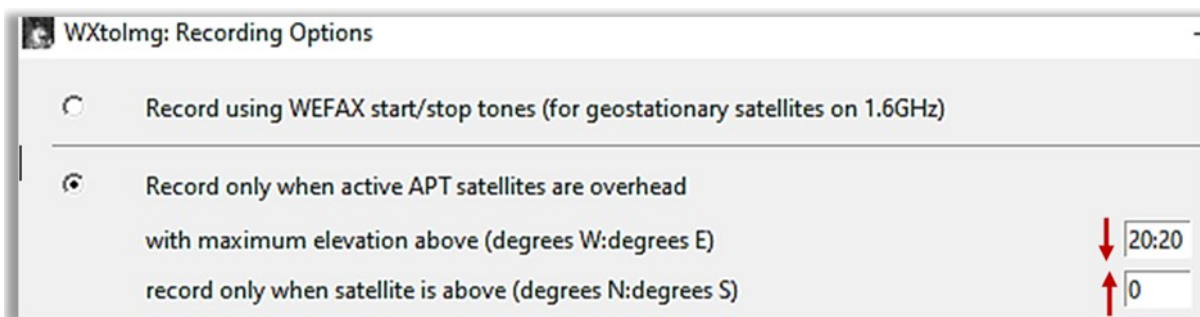 WXtoImg: Recording Options
Record using WEFAX start/stop tones (for geostationary satellites on 1.6GHz)
Record only when active APT satellites are overhead
with maximum elevation above (degrees W:degrees E) 20:20
record only when satellite is above (degrees N:degrees S) 0